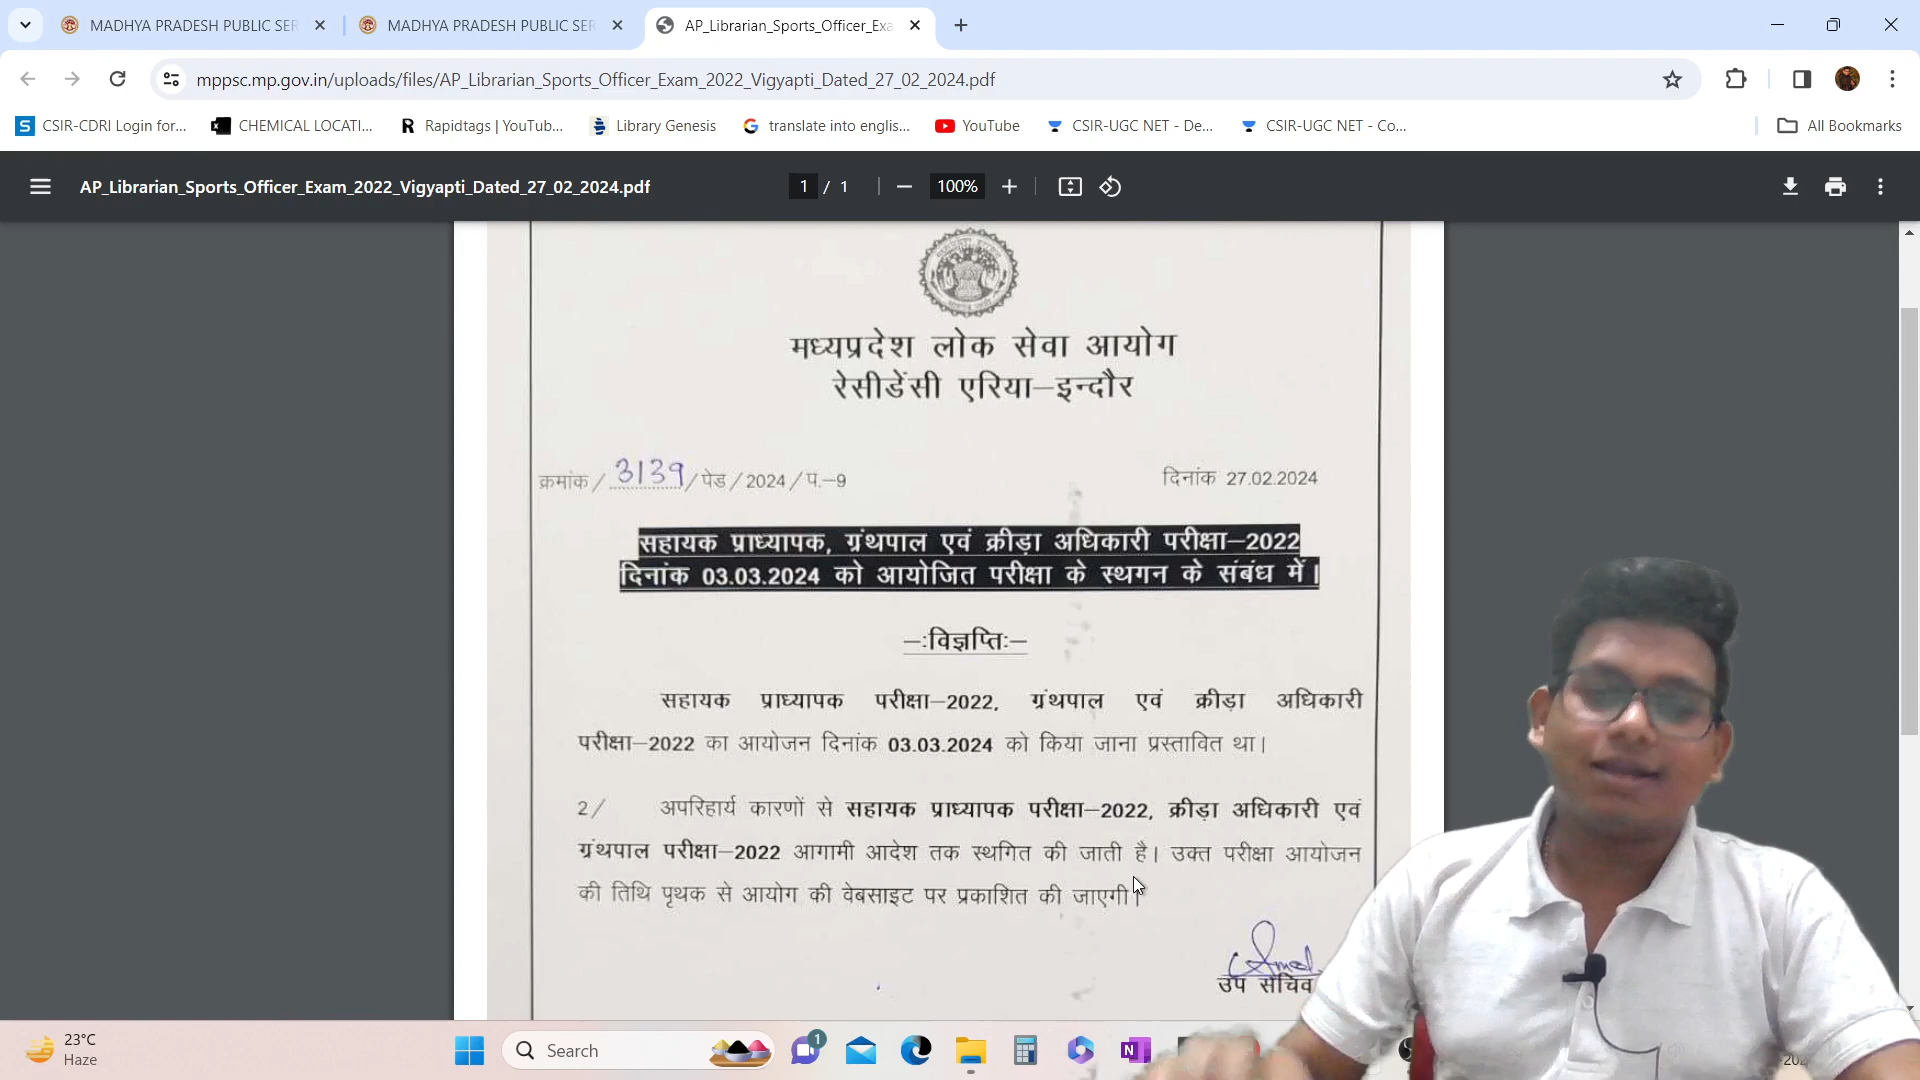 MADHYA PRADESH PUBLIC SER
MADHYA PRADESH PUBLIC SER
AP_Librarian_Sports_Officer_Exa
mppsc.mp.gov.in/uploads/files/AP_Librarian_Sports_Officer_Exam_2022_Vigyapti_Dated_27_02_2024.pdf
CSIR-CDRI Login for...
CHEMICAL LOCATI...
Rapidtags | YouTub...
Library Genesis
translate into englis...
YouTube
CSIR-UGC NET - De...
CSIR-UGC NET - Co...
All Bookmarks
AP_Librarian_Sports_Officer_Exam_2022_Vigyapti_Dated_27_02_2024.pdf
1 / 1
100%
मध्यप्रदेश लोक सेवा आयोग
रेसीडेंसी एरिया–इन्दौर
क्रमांक / 3139 / पेड / 2024 / प.–9
दिनांक 27.02.2024
सहायक प्राध्यापक, ग्रंथपाल एवं क्रीड़ा अधिकारी परीक्षा–2022
दिनांक 03.03.2024 को आयोजित परीक्षा के स्थगन के संबंध में।
–:विज्ञप्ति:–
सहायक प्राध्यापक परीक्षा–2022, ग्रंथपाल एवं क्रीड़ा अधिकारी
परीक्षा–2022 का आयोजन दिनांक 03.03.2024 को किया जाना प्रस्तावित था।
2/ अपरिहार्य कारणों से सहायक प्राध्यापक परीक्षा–2022, क्रीड़ा अधिकारी एवं
ग्रंथपाल परीक्षा–2022 आगामी आदेश तक स्थगित की जाती है। उक्त परीक्षा आयोजन
की तिथि पृथक से आयोग की वेबसाइट पर प्रकाशित की जाएगी।
उप सचिव
23°C
Haze
Search
1